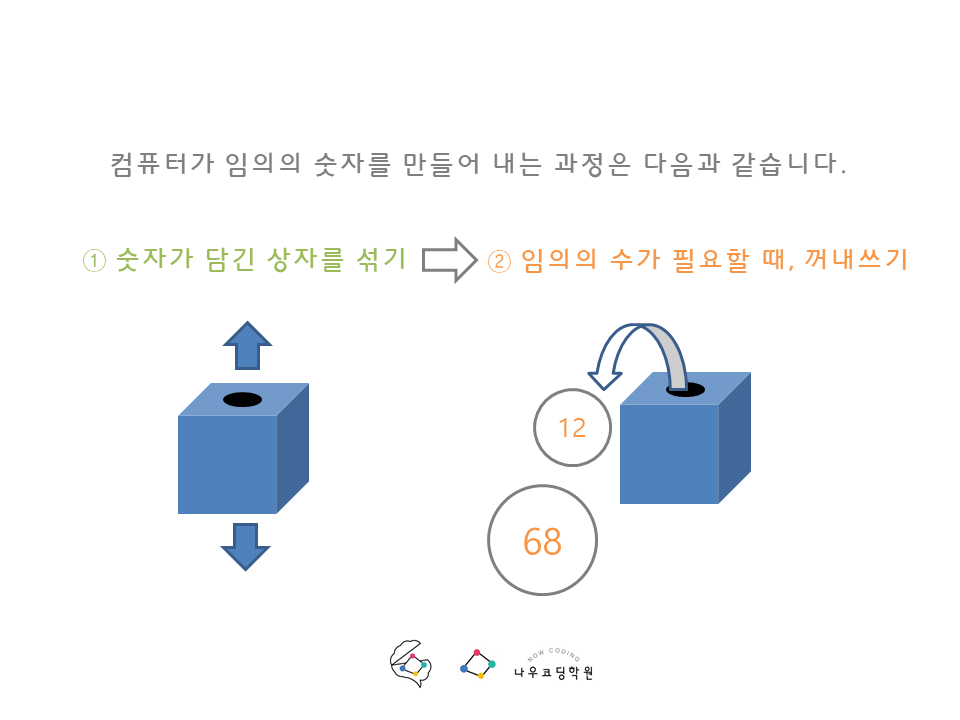 컴퓨터가 임의의 숫자를 만들어 내는 과정은 다음과 같습니다.
① 숫자가 담긴 상자를 섞기
② 임의의 수가 필요할 때, 꺼내쓰기
12
68
NOW CODING
나우코딩학원